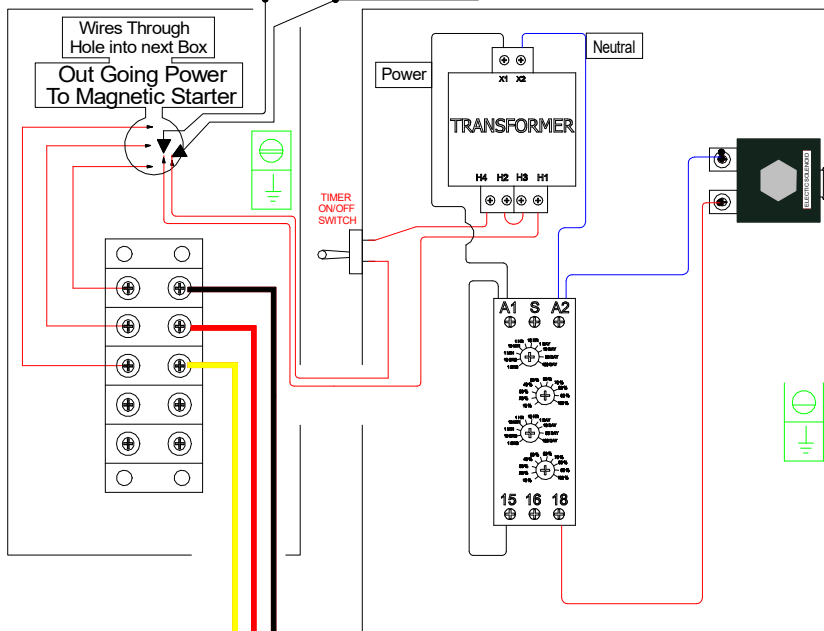 Wires Through
Hole into next Box
Out Going Power
To Magnetic Starter
Power
Neutral
X1 X2
TRANSFORMER
H4 H2 H3 H1
TIMER
ON/OFF
SWITCH
ELECTIC SOLENOID
A1 S A2
15 16 18